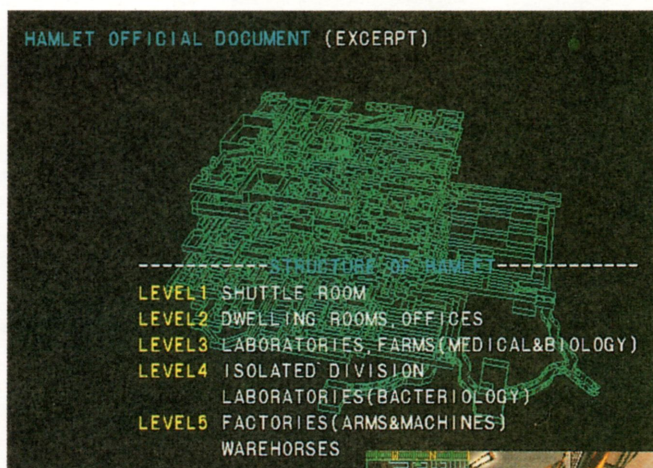 HAMLET OFFICIAL DOCUMENT (EXCERPT)
STRUCTURE OF HAMLET
LEVEL1 SHUTTLE ROOM
LEVEL2 DWELLING ROOMS, OFFICES
LEVEL3 LABORATORIES, FARMS(MEDICAL&BIOLOGY)
LEVEL4 ISOLATED DIVISION
LABORATORIES(BACTERIOLOGY)
LEVEL5 FACTORIES(ARMS&MACHINES)
WAREHORSES
W N